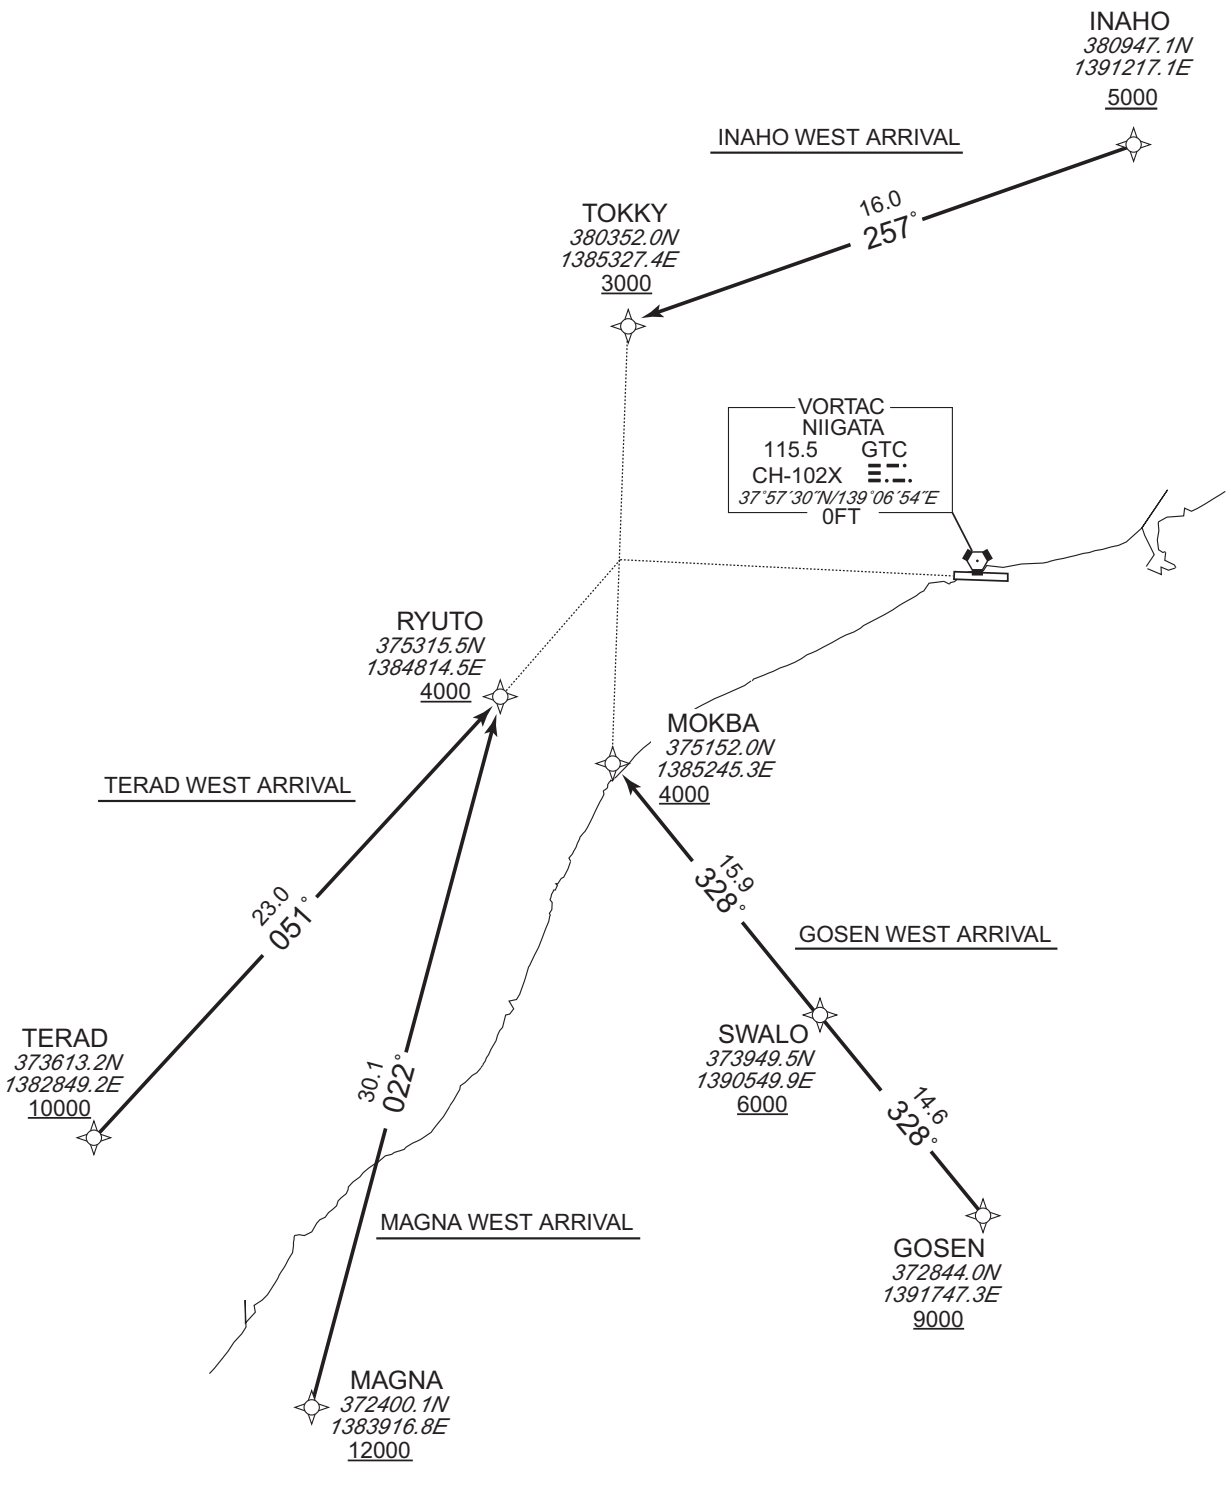 INAHO
380947.1N
1391217.1E
5000
INAHO WEST ARRIVAL
16.0
257°
TOKKY
380352.0N
1385327.4E
3000
VORTAC
NIIGATA
115.5 GTC
CH-102X
37°57′30″N/139°06′54″E
0FT
RYUTO
375315.5N
1384814.5E
4000
MOKBA
375152.0N
1385245.3E
4000
TERAD WEST ARRIVAL
15.9
328°
23.0
051°
GOSEN WEST ARRIVAL
TERAD
373613.2N
1382849.2E
10000
SWALO
373949.5N
1390549.9E
6000
30.1
022°
14.6
328°
MAGNA WEST ARRIVAL
GOSEN
372844.0N
1391747.3E
9000
MAGNA
372400.1N
1383916.8E
12000